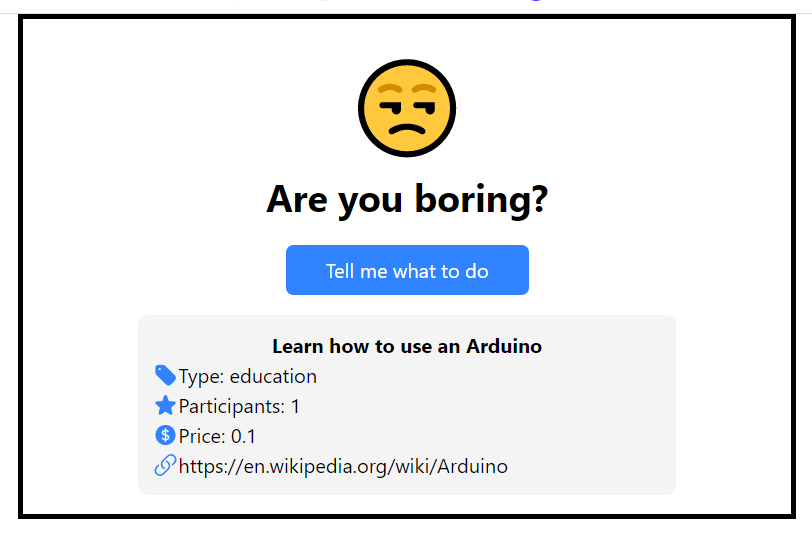 Are you boring?
Tell me what to do
Learn how to use an Arduino
Type: education
Participants: 1
Price: 0.1
https://en.wikipedia.org/wiki/Arduino